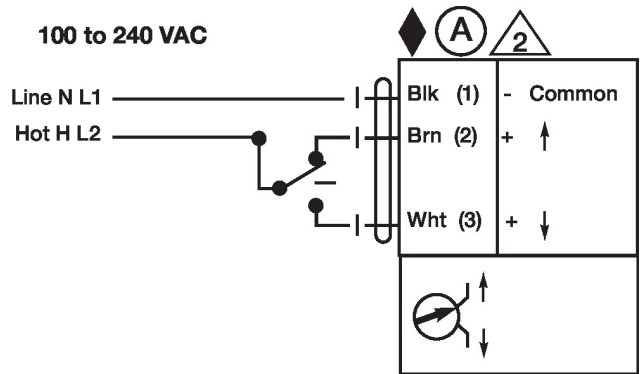 100 to 240 VAC
A
2
Line N L1
Blk (1) - Common
Hot H L2
Brn (2) + ↑
Wht (3) + ↓